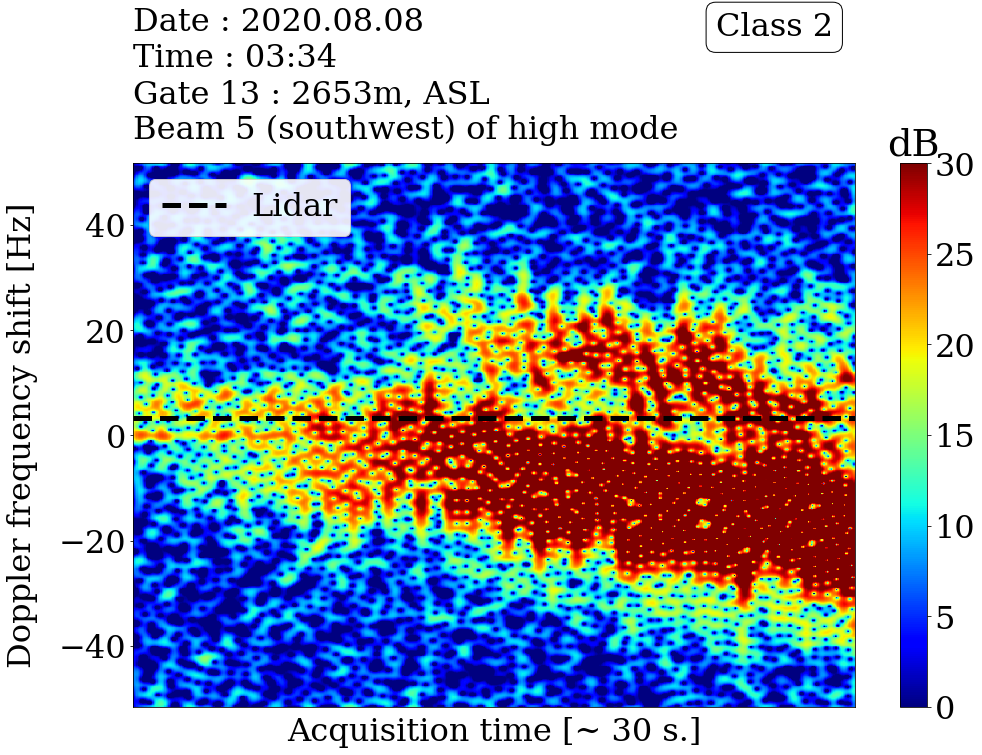 Date : 2020.08.08
Time : 03:34
Gate 13 : 2653m, ASL
Beam 5 (southwest) of high mode
Class 2
dB
Lidar
Doppler frequency shift [Hz]
40
20
0
−20
−40
30
25
20
15
10
5
0
Acquisition time [~ 30 s.]